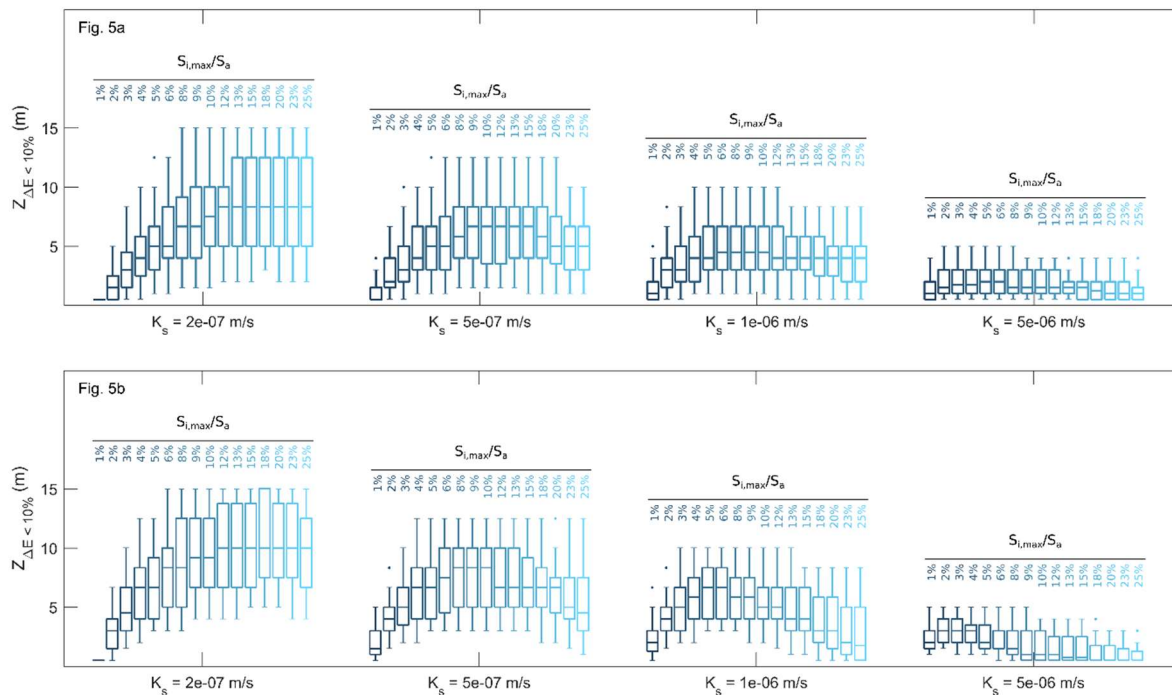 Fig. 5a
S_i,max/S_a
1% 2% 3% 4% 5% 6% 8% 9% 10% 12% 13% 15% 18% 20% 23% 25%
S_i,max/S_a
1% 2% 3% 4% 5% 6% 8% 9% 10% 12% 13% 15% 18% 20% 23% 25%
S_i,max/S_a
1% 2% 3% 4% 5% 6% 8% 9% 10% 12% 13% 15% 18% 20% 23% 25%
S_i,max/S_a
1% 2% 3% 4% 5% 6% 8% 9% 10% 12% 13% 15% 18% 20% 23% 25%
Z_ΔE < 10% (m)
15
10
5
K_s = 2e-07 m/s
K_s = 5e-07 m/s
K_s = 1e-06 m/s
K_s = 5e-06 m/s
Fig. 5b
S_i,max/S_a
1% 2% 3% 4% 5% 6% 8% 9% 10% 12% 13% 15% 18% 20% 23% 25%
S_i,max/S_a
1% 2% 3% 4% 5% 6% 8% 9% 10% 12% 13% 15% 18% 20% 23% 25%
S_i,max/S_a
1% 2% 3% 4% 5% 6% 8% 9% 10% 12% 13% 15% 18% 20% 23% 25%
S_i,max/S_a
1% 2% 3% 4% 5% 6% 8% 9% 10% 12% 13% 15% 18% 20% 23% 25%
Z_ΔE < 10% (m)
15
10
5
K_s = 2e-07 m/s
K_s = 5e-07 m/s
K_s = 1e-06 m/s
K_s = 5e-06 m/s